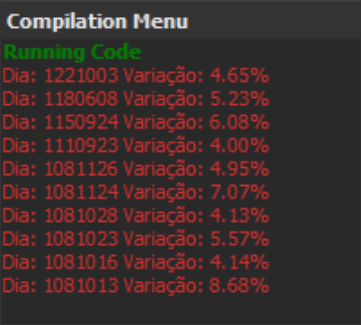 Compilation Menu
Running Code
Dia: 1221003 Variação: 4.65%
Dia: 1180608 Variação: 5.23%
Dia: 1150924 Variação: 6.08%
Dia: 1110923 Variação: 4.00%
Dia: 1081126 Variação: 4.95%
Dia: 1081124 Variação: 7.07%
Dia: 1081028 Variação: 4.13%
Dia: 1081023 Variação: 5.57%
Dia: 1081016 Variação: 4.14%
Dia: 1081013 Variação: 8.68%